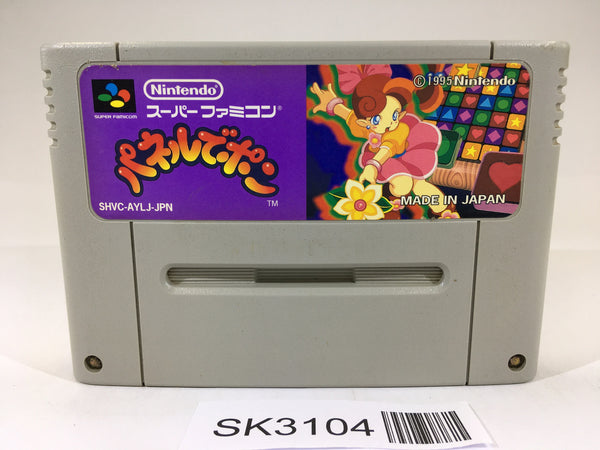 Nintendo
スーパーファミコン®
SUPER FAMICOM
パネルでポン
TM
SHVC-AYLJ-JPN
©1995 Nintendo
MADE IN JAPAN
SK3104